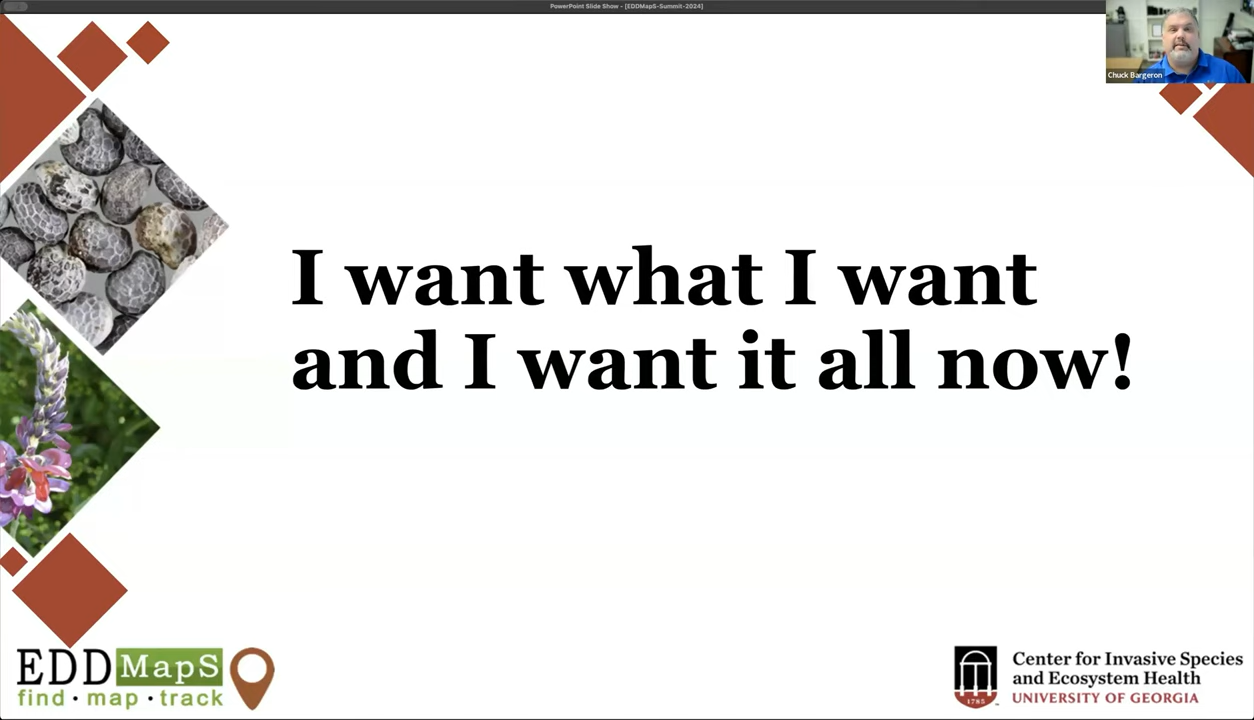 PowerPoint Slide Show - [EDDMapS-Summit-2024]
Chuck Bargeron
I want what I want
and I want it all now!
EDDMapS
find · map · track
1785
Center for Invasive Species
and Ecosystem Health
UNIVERSITY OF GEORGIA